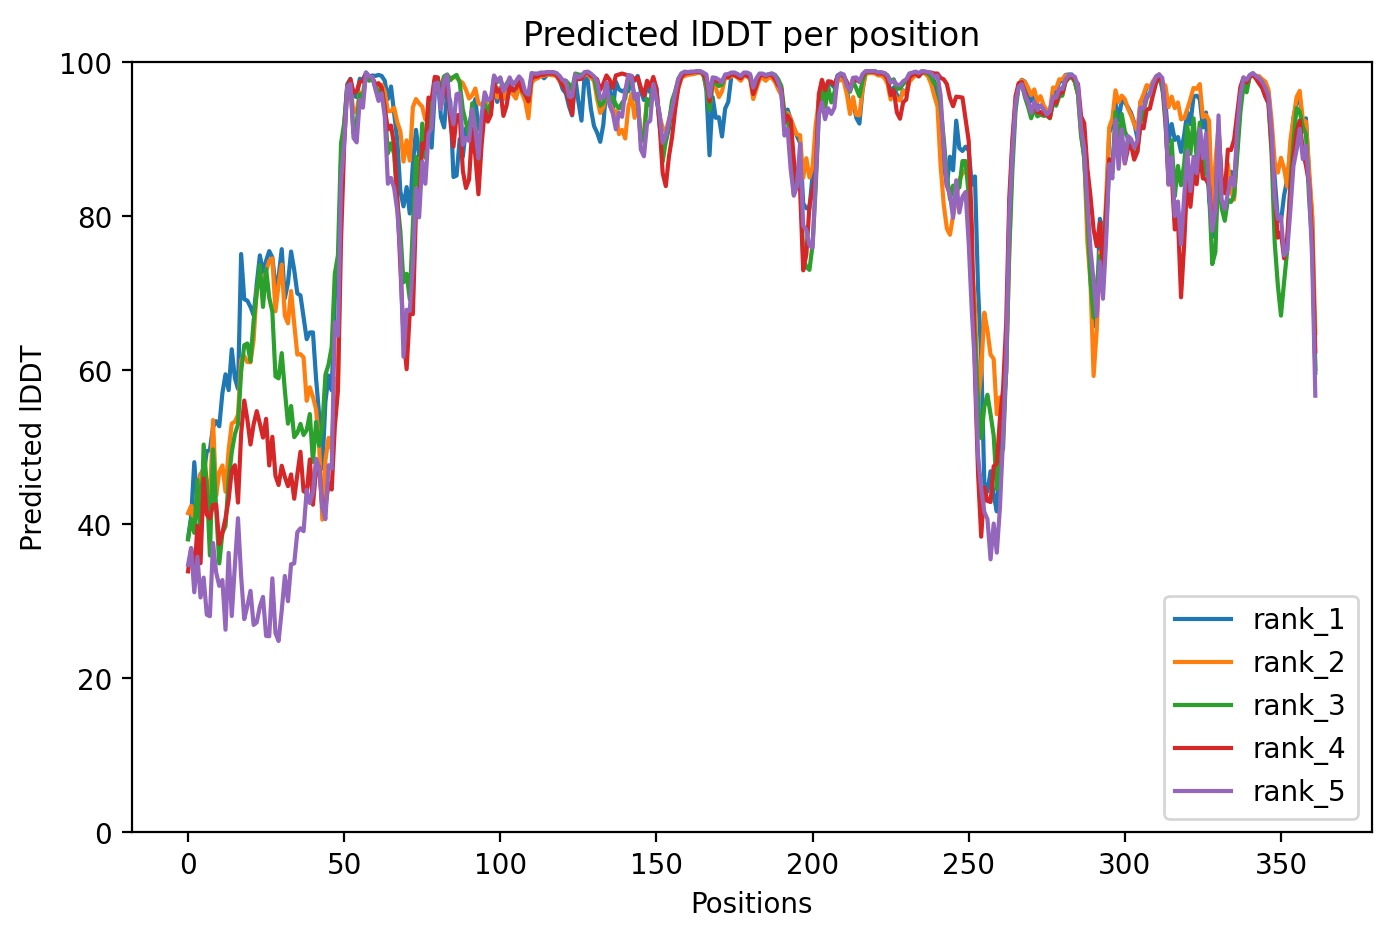 Predicted lDDT per position
100
80
60
40
20
0
Predicted lDDT
0 50 100 150 200 250 300 350
Positions
rank_1
rank_2
rank_3
rank_4
rank_5